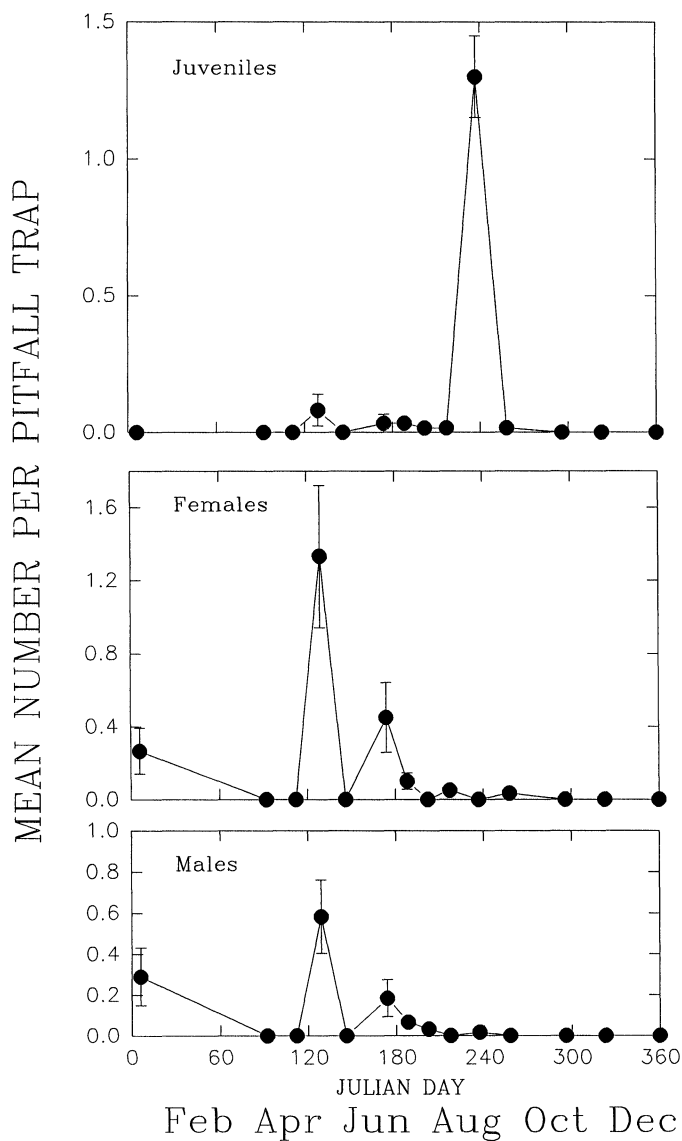 MEAN NUMBER PER PITFALL TRAP
1.5
Juveniles
1.0
0.5
0.0
1.6
Females
1.2
0.8
0.4
0.0
1.0
Males
0.8
0.6
0.4
0.2
0.0
0 60 120 180 240 300 360
JULIAN DAY
Feb Apr Jun Aug Oct Dec